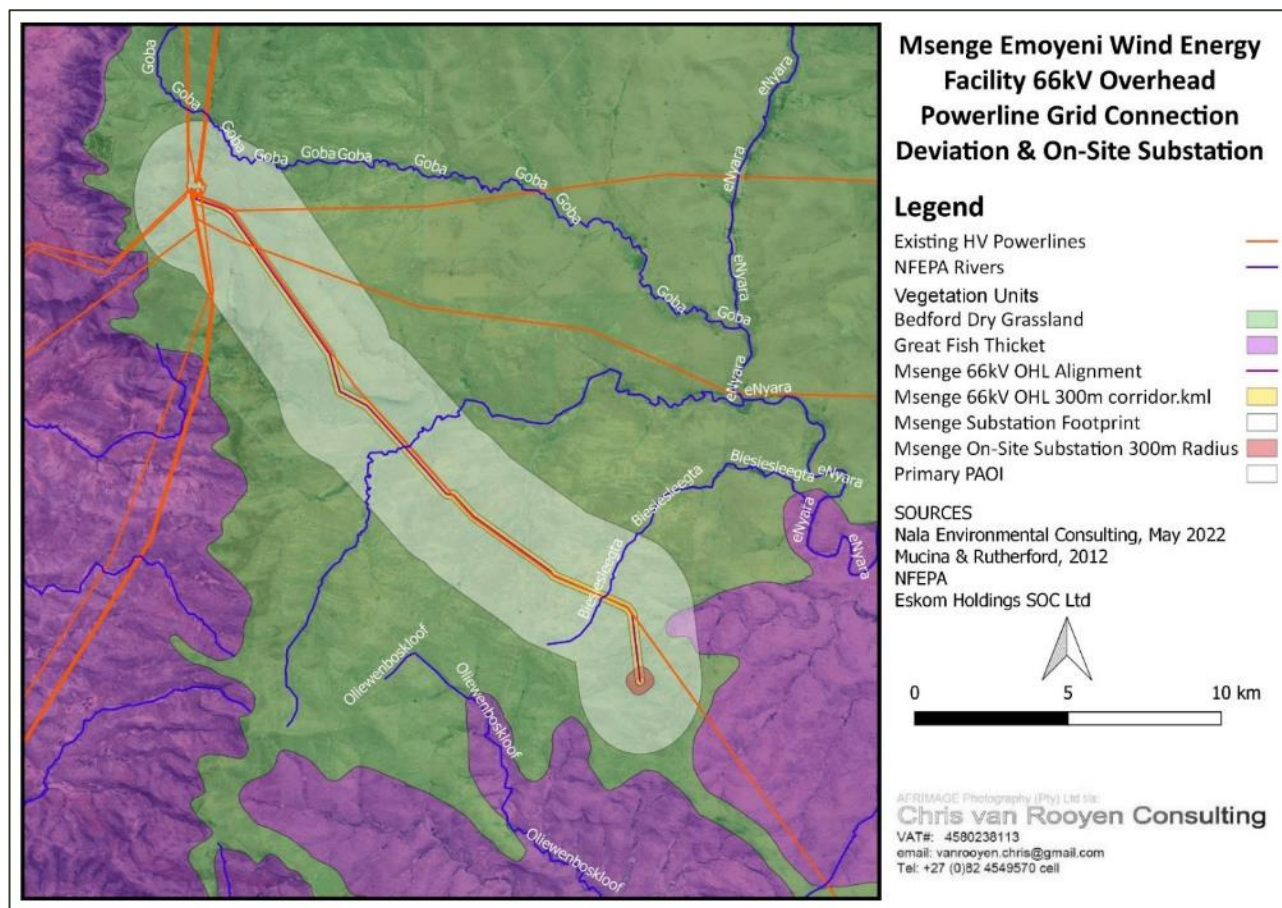 Msenge Emoyeni Wind Energy
Facility 66kV Overhead
Powerline Grid Connection
Deviation & On-Site Substation
Legend
Existing HV Powerlines
NFEPA Rivers
Vegetation Units
Bedford Dry Grassland
Great Fish Thicket
Msenge 66kV OHL Alignment
Msenge 66kV OHL 300m corridor.kml
Msenge Substation Footprint
Msenge On-Site Substation 300m Radius
Primary PAOI
SOURCES
Nala Environmental Consulting, May 2022
Mucina & Rutherford, 2012
NFEPA
Eskom Holdings SOC Ltd
0 5 10 km
AFRIMAGE Photography (Pty) Ltd t/a:
Chris van Rooyen Consulting
VAT#: 4580238113
email: vanrooyen.chris@gmail.com
Tel: +27 (0)82 4549570 cell
Goba
Goba
Goba
Goba
Goba
Goba
Goba
Goba
Goba
Goba
Goba
eNyara
eNyara
eNyara
eNyara
eNyara
eNyara
eNyara
eNyara
Biesiesleegta
Biesiesleegta
Biesiesleegta
Oliewenboskloof
Oliewenboskloof
Oliewenboskloof